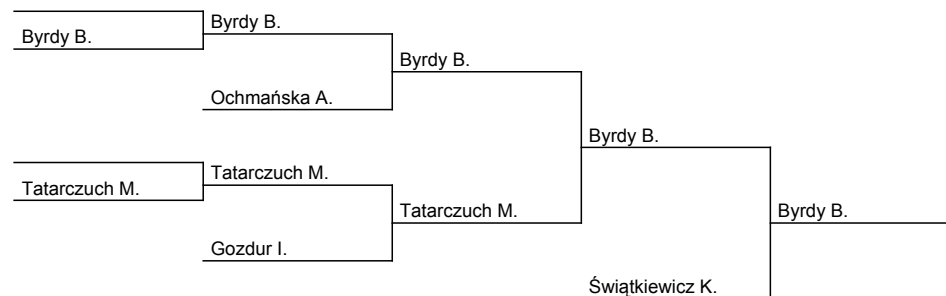 Byrdy B.
Byrdy B.
Byrdy B.
Ochmańska A.
Byrdy B.
Tatarczuch M.
Tatarczuch M.
Tatarczuch M.
Byrdy B.
Gozdur I.
Świątkiewicz K.